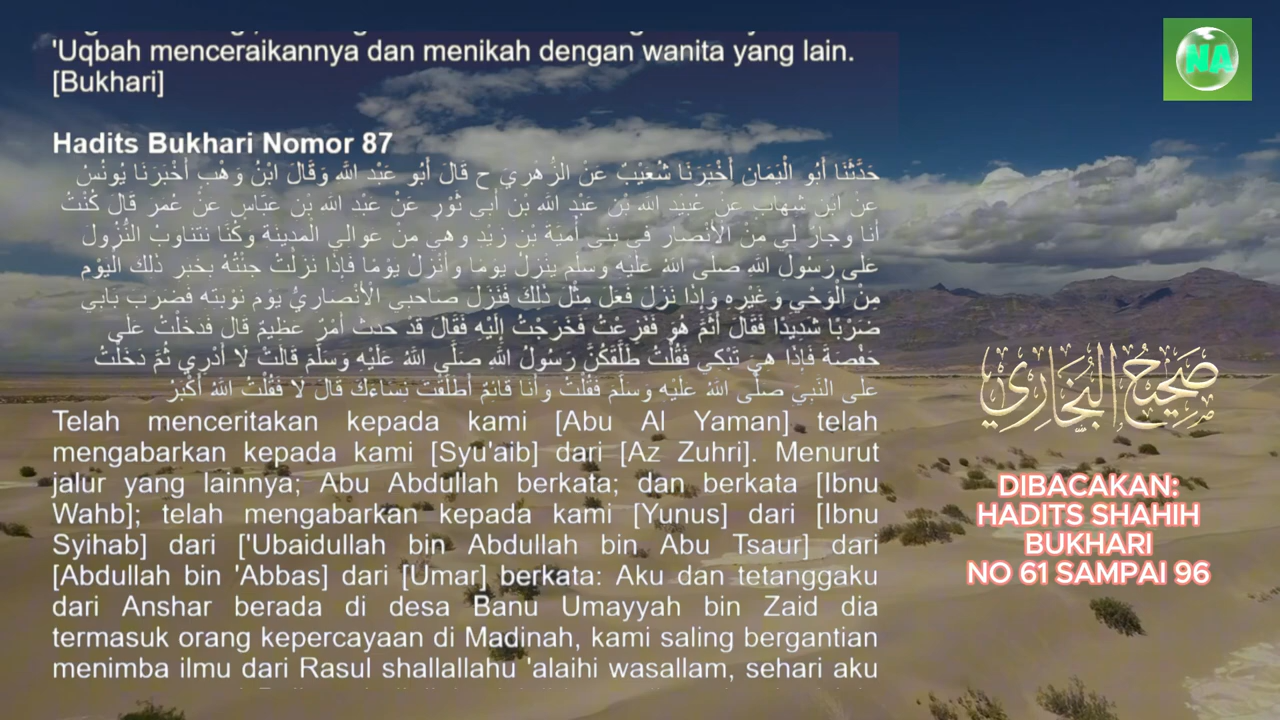 'Uqbah menceraikannya dan menikah dengan wanita yang lain.
[Bukhari]
Hadits Bukhari Nomor 87
حَدَّثَنَا أَبُو الْيَمَانِ أَخْبَرَنَا شُعَيْبٌ عَنْ الزُّهْرِيِّ ح قَالَ أَبُو عَبْد اللَّهِ وَقَالَ ابْنُ وَهْبٍ أَخْبَرَنَا يُونُسُ
عَنْ ابْنِ شِهَابٍ عَنْ عُبَيْدِ اللَّهِ بْنِ عَبْدِ اللَّهِ بْنِ أَبِي ثَوْرٍ عَنْ عَبْدِ اللَّهِ بْنِ عَبَّاسٍ عَنْ عُمَرَ قَالَ كُنْتُ
أَنَا وَجَارٌ لِي مِنْ الْأَنْصَارِ فِي بَنِي أُمَيَّةَ بْنِ زَيْدٍ وَهِيَ مِنْ عَوَالِي الْمَدِينَةِ وَكُنَّا نَتَنَاوَبُ النُّزُولَ
عَلَى رَسُولِ اللَّهِ صَلَّى اللَّهُ عَلَيْهِ وَسَلَّمَ يَنْزِلُ يَوْمًا وَأَنْزِلُ يَوْمًا فَإِذَا نَزَلْتُ جِئْتُهُ بِخَبَرِ ذَلِكَ الْيَوْمِ
مِنْ الْوَحْيِ وَغَيْرِهِ وَإِذَا نَزَلَ فَعَلَ مِثْلَ ذَلِكَ فَنَزَلَ صَاحِبِي الْأَنْصَارِيُّ يَوْمَ نَوْبَتِهِ فَضَرَبَ بَابِي
ضَرْبًا شَدِيدًا فَقَالَ أَثَمَّ هُوَ فَفَزِعْتُ فَخَرَجْتُ إِلَيْهِ فَقَالَ قَدْ حَدَثَ أَمْرٌ عَظِيمٌ قَالَ فَدَخَلْتُ عَلَى
حَفْصَةَ فَإِذَا هِيَ تَبْكِي فَقُلْتُ طَلَّقَكُنَّ رَسُولُ اللَّهِ صَلَّى اللَّهُ عَلَيْهِ وَسَلَّمَ قَالَتْ لَا أَدْرِي ثُمَّ دَخَلْتُ
عَلَى النَّبِيِّ صَلَّى اللَّهُ عَلَيْهِ وَسَلَّمَ فَقُلْتُ وَأَنَا قَائِمٌ أَطَلَّقْتَ نِسَاءَكَ قَالَ لَا فَقُلْتُ اللَّهُ أَكْبَرُ
Telah menceritakan kepada kami [Abu Al Yaman] telah
mengabarkan kepada kami [Syu'aib] dari [Az Zuhri]. Menurut
jalur yang lainnya; Abu Abdullah berkata; dan berkata [Ibnu
Wahb]; telah mengabarkan kepada kami [Yunus] dari [Ibnu
Syihab] dari ['Ubaidullah bin Abdullah bin Abu Tsaur] dari
[Abdullah bin 'Abbas] dari [Umar] berkata: Aku dan tetanggaku
dari Anshar berada di desa Banu Umayyah bin Zaid dia
termasuk orang kepercayaan di Madinah, kami saling bergantian
menimba ilmu dari Rasul shallallahu 'alaihi wasallam, sehari aku
NA
صَحِيحُ البُخَارِيِّ
DIBACAKAN:
HADITS SHAHIH
BUKHARI
NO 61 SAMPAI 96